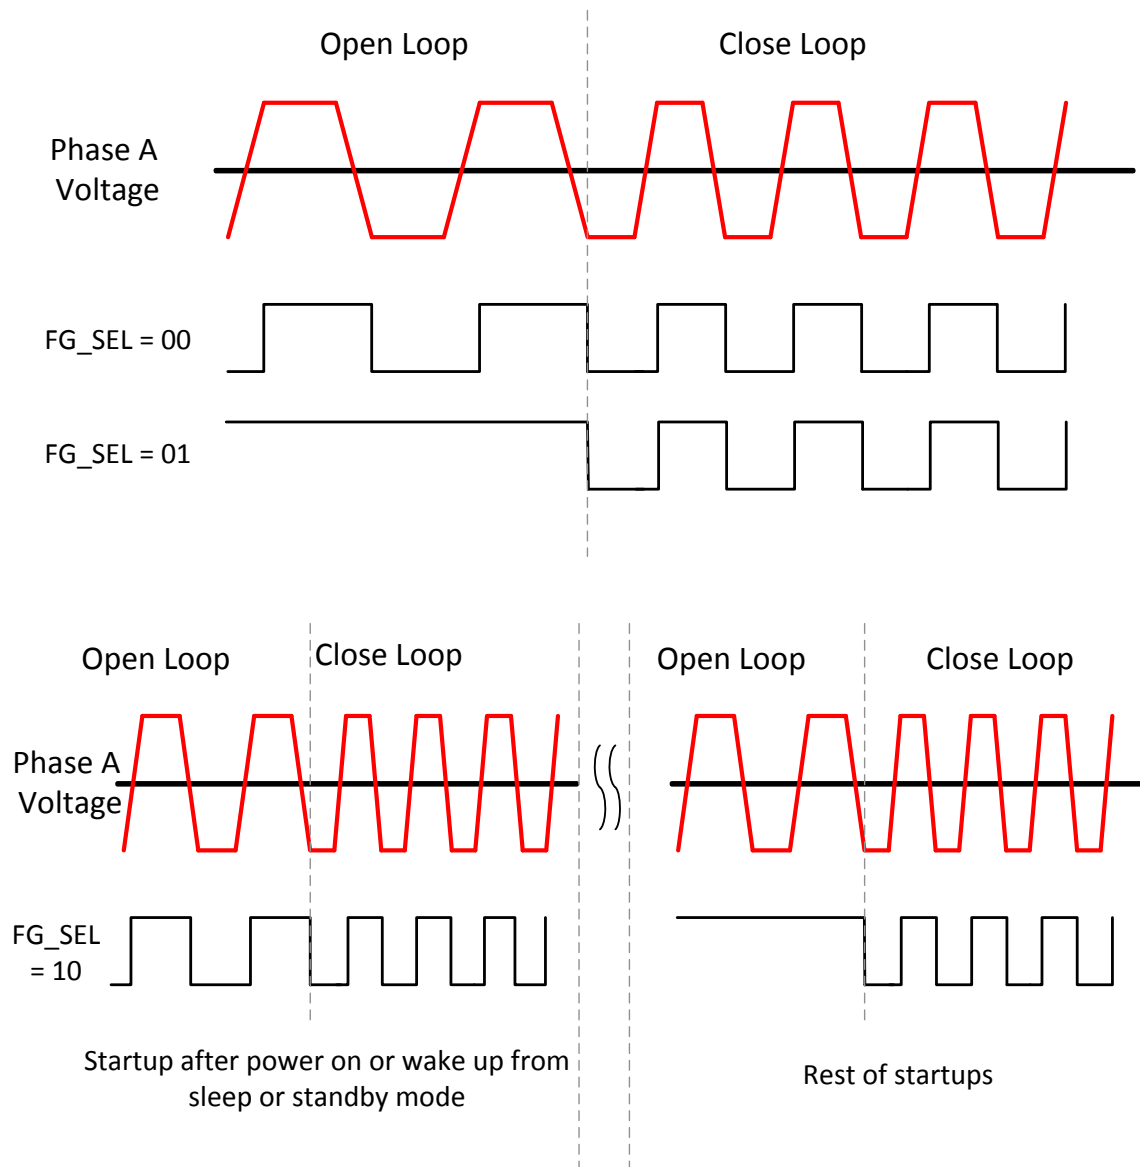 Open Loop
Close Loop
Phase A
Voltage
FG_SEL = 00
FG_SEL = 01
Open Loop
Close Loop
Open Loop
Close Loop
Phase A
Voltage
FG_SEL
= 10
Startup after power on or wake up from
sleep or standby mode
Rest of startups